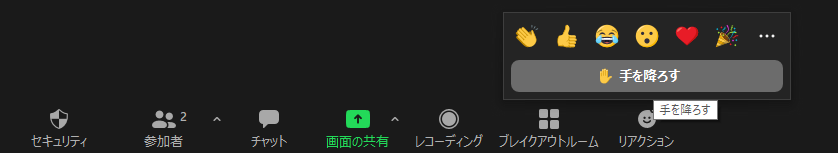 手を降ろす
手を降ろす
セキュリティ
参加者
2
チャット
画面の共有
レコーディング
ブレイクアウトルーム
リアクション